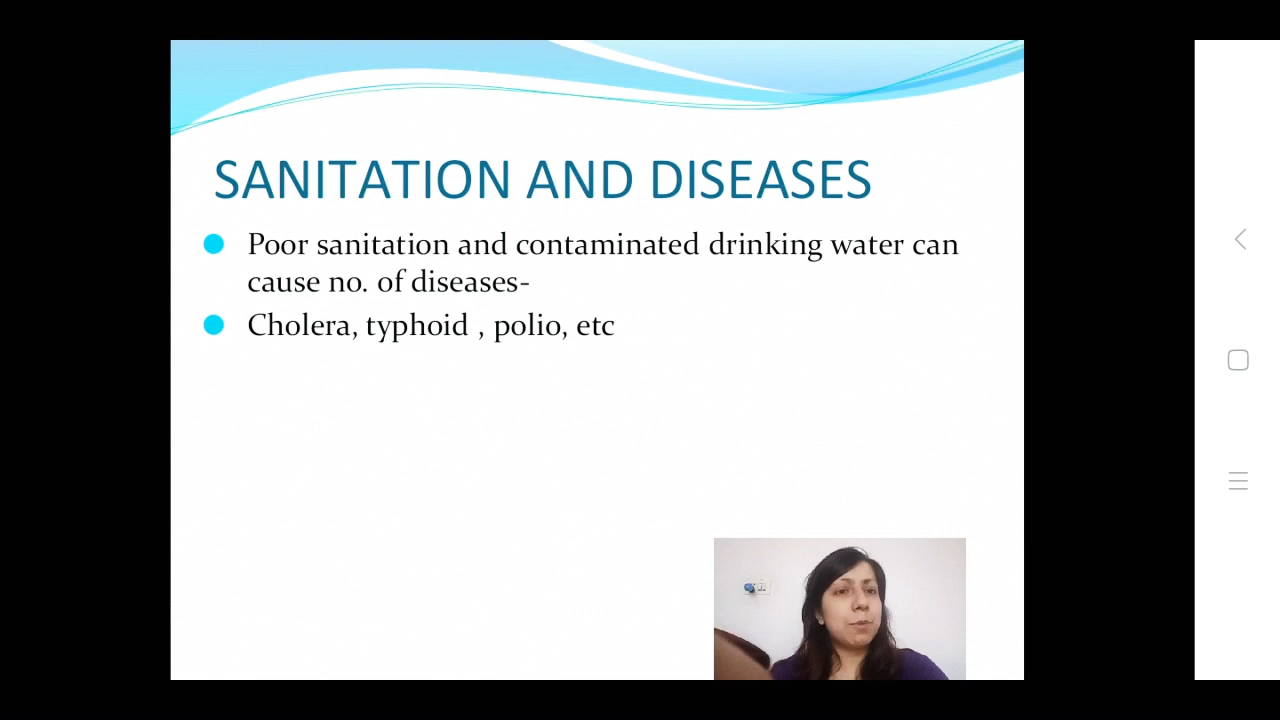 SANITATION AND DISEASES
Poor sanitation and contaminated drinking water can
cause no. of diseases-
Cholera, typhoid , polio, etc